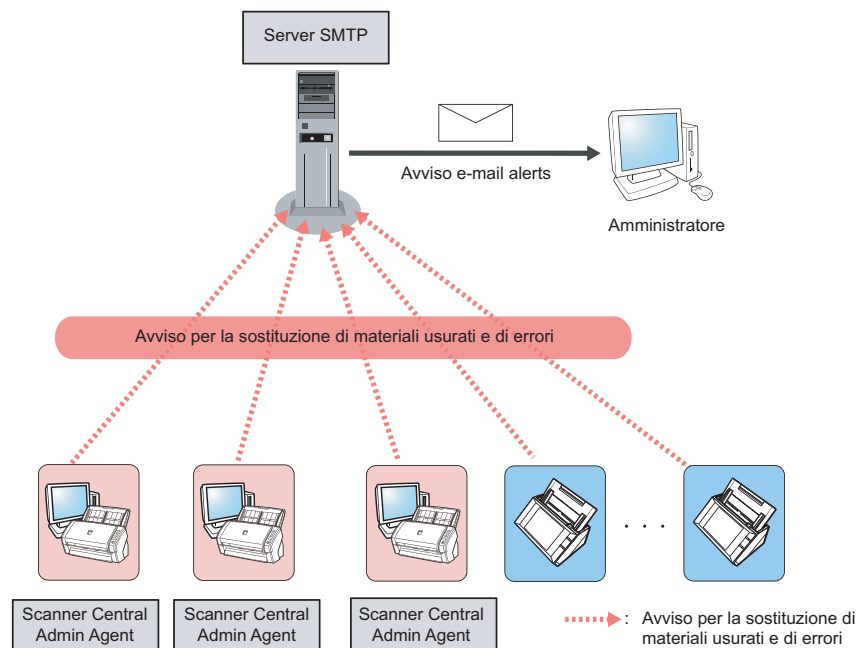 Server SMTP
Avviso e-mail alerts
Amministratore
Avviso per la sostituzione di materiali usurati e di errori
. . .
Scanner Central
Admin Agent
Scanner Central
Admin Agent
Scanner Central
Admin Agent
: Avviso per la sostituzione di
materiali usurati e di errori